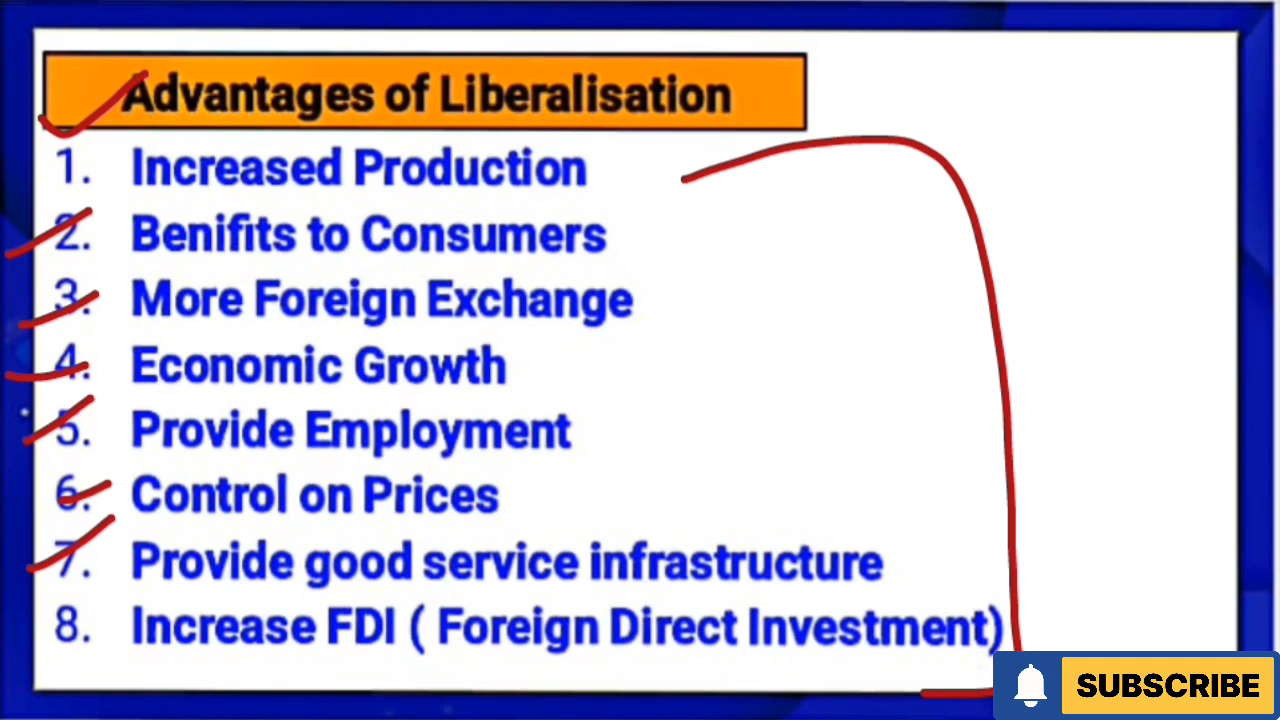 Advantages of Liberalisation
1. Increased Production
2. Benifits to Consumers
3. More Foreign Exchange
4. Economic Growth
5. Provide Employment
6. Control on Prices
7. Provide good service infrastructure
8. Increase FDI ( Foreign Direct Investment)
SUBSCRIBE